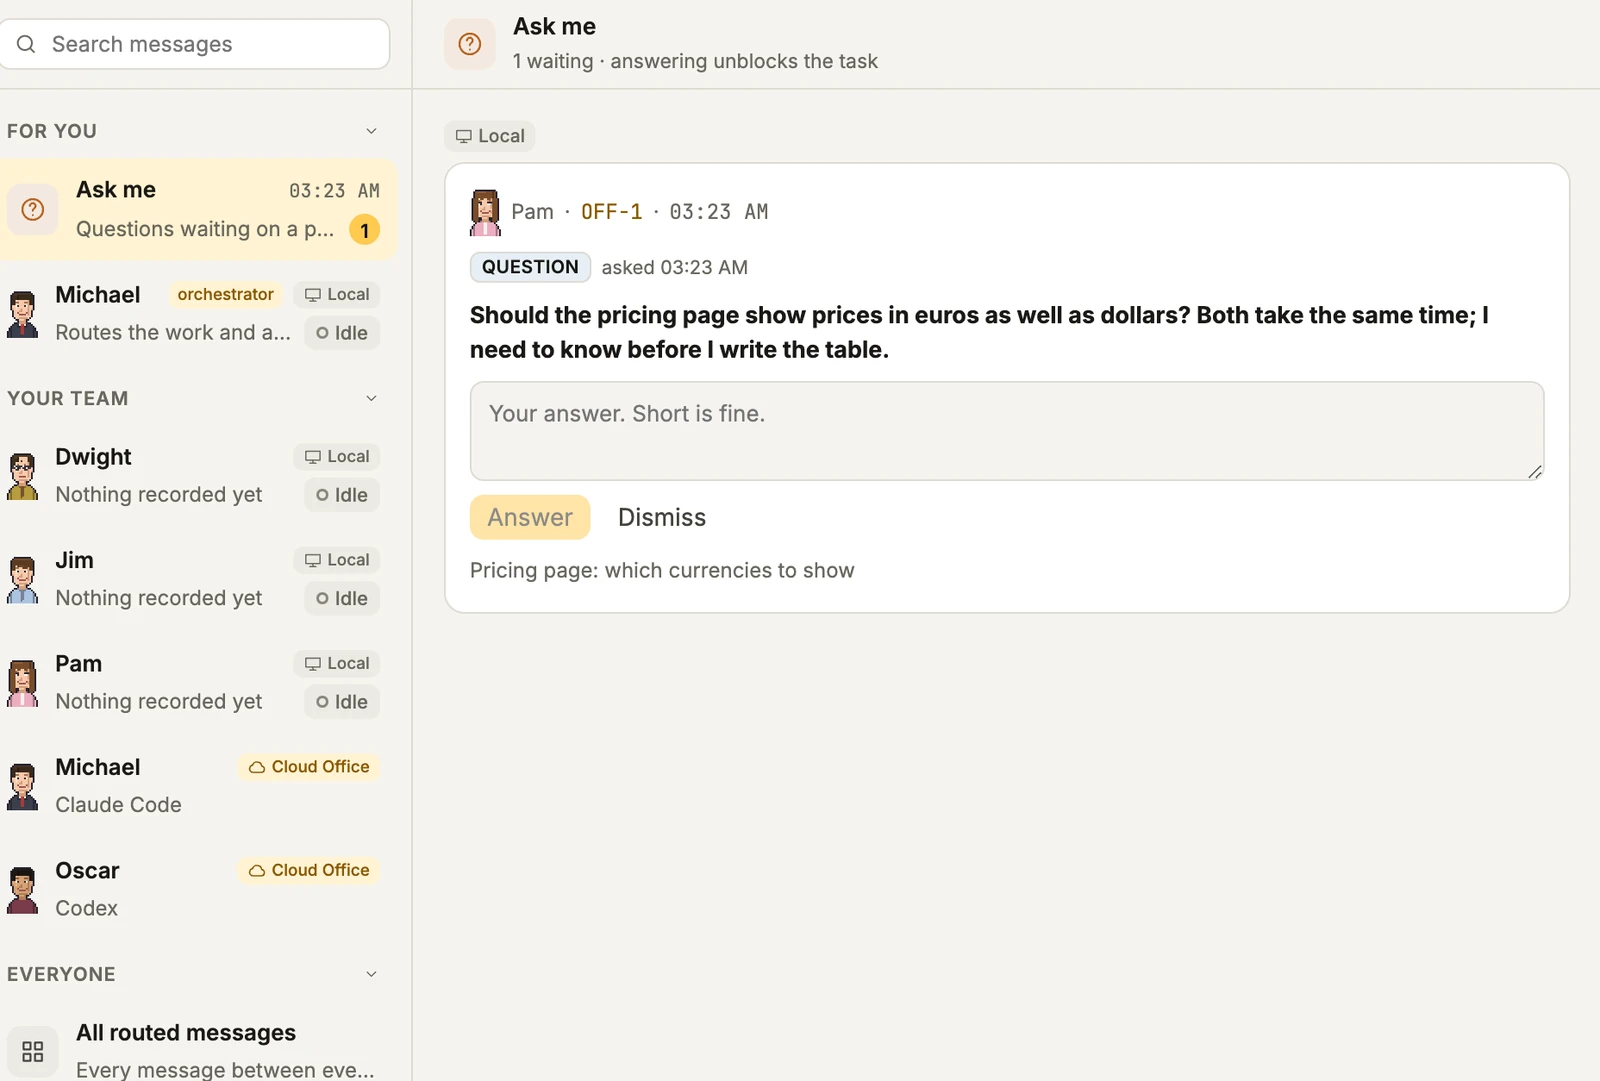 Search messages
FOR YOU
Ask me 03:23 AM
Questions waiting on a p... 1
Michael orchestrator Local
Routes the work and a... Idle
YOUR TEAM
Dwight Local
Nothing recorded yet Idle
Jim Local
Nothing recorded yet Idle
Pam Local
Nothing recorded yet Idle
Michael Cloud Office
Claude Code
Oscar Cloud Office
Codex
EVERYONE
All routed messages
Every message between eve...
Ask me
1 waiting · answering unblocks the task
Local
Pam · OFF-1 · 03:23 AM
QUESTION asked 03:23 AM
Should the pricing page show prices in euros as well as dollars? Both take the same time; I
need to know before I write the table.
Your answer. Short is fine.
Answer Dismiss
Pricing page: which currencies to show